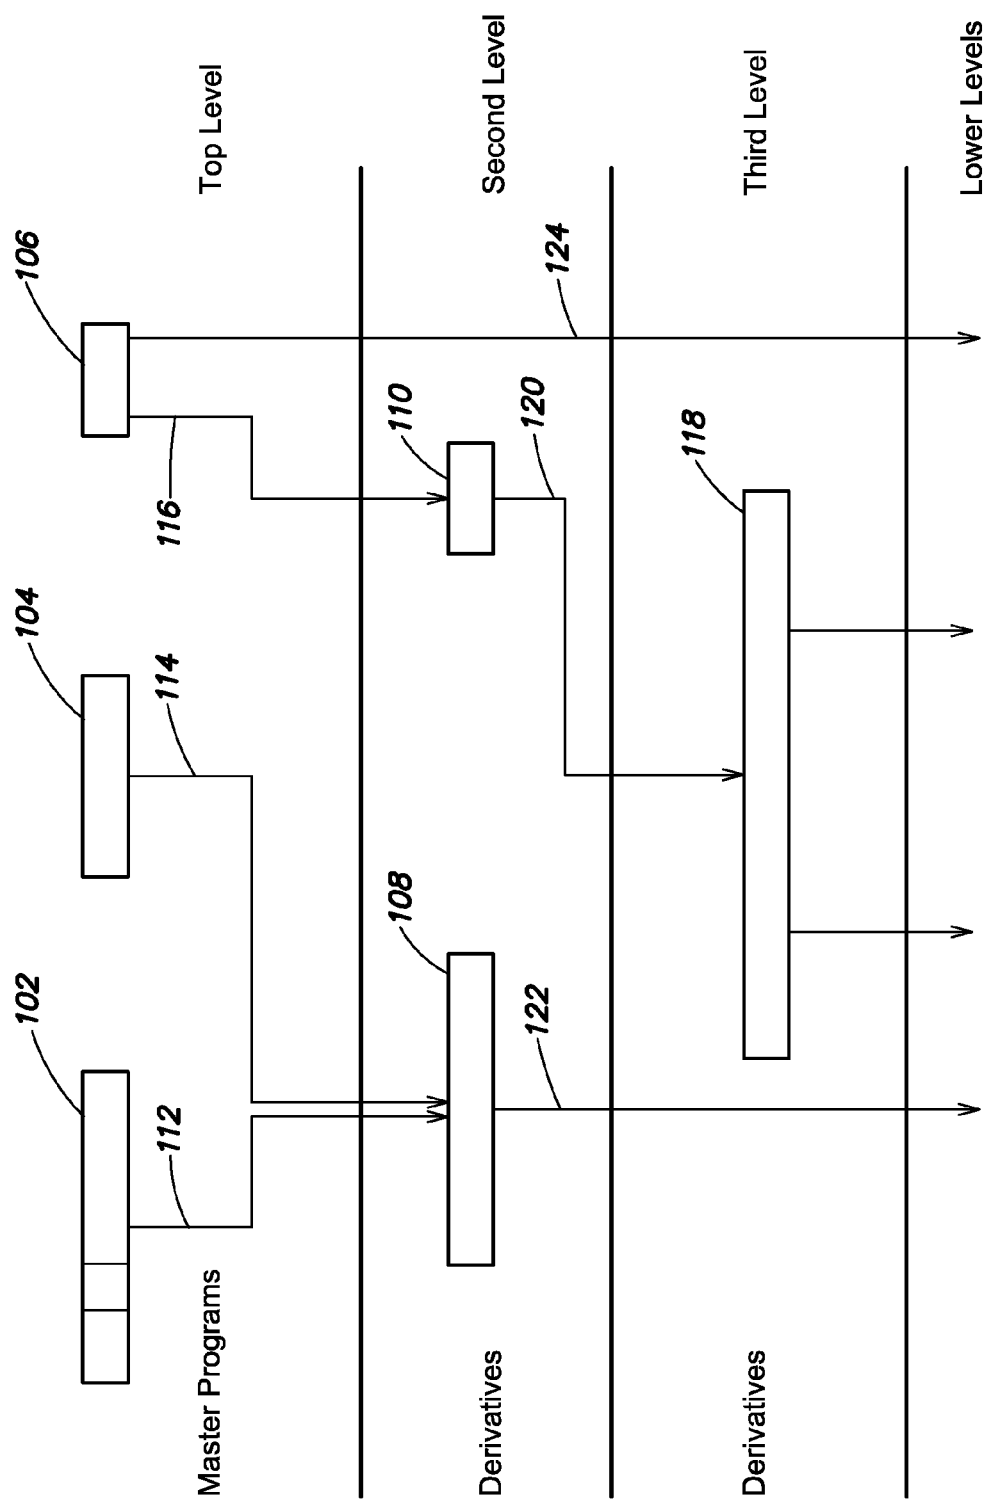 102
104
106
112
114
116
Master Programs
Top Level
108
110
122
120
124
Derivatives
Second Level
118
Derivatives
Third Level
Lower Levels